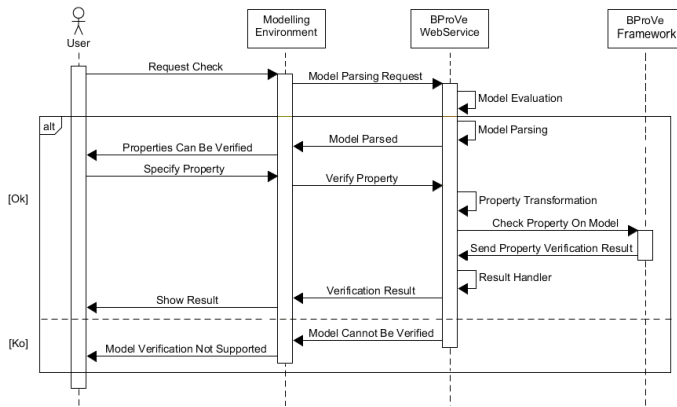 User
Modelling
Environment
BProVe
WebService
BProVe
Framework
Request Check
Model Parsing Request
Model Evaluation
alt
Model Parsing
Model Parsed
Properties Can Be Verified
Specify Property
Verify Property
[Ok]
Property Transformation
Check Property On Model
Send Property Verification Result
Result Handler
Verification Result
Show Result
Model Cannot Be Verified
[Ko]
Model Verification Not Supported